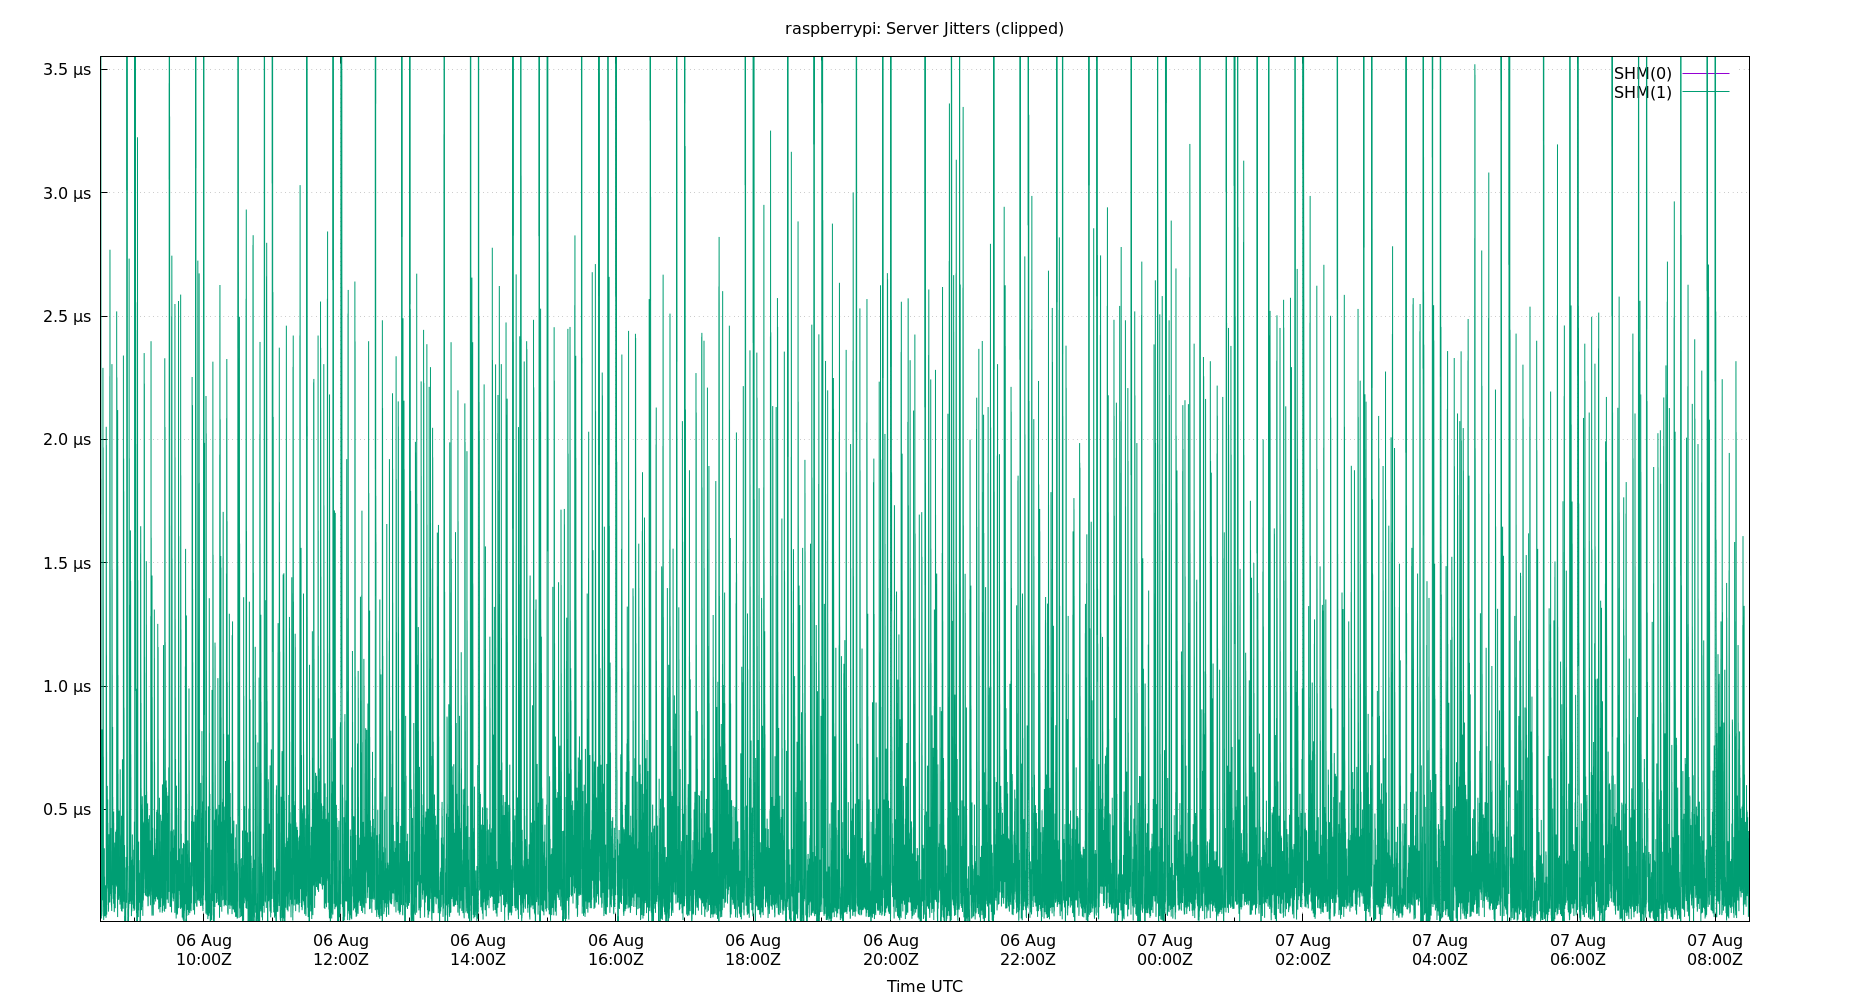 raspberrypi: Server Jitters (clipped)
3.5 µs
3.0 µs
2.5 µs
2.0 µs
1.5 µs
1.0 µs
0.5 µs
SHM(0)
SHM(1)
06 Aug 06 Aug 06 Aug 06 Aug 06 Aug 06 Aug 06 Aug 07 Aug 07 Aug 07 Aug 07 Aug 07 Aug
10:00Z 12:00Z 14:00Z 16:00Z 18:00Z 20:00Z 22:00Z 00:00Z 02:00Z 04:00Z 06:00Z 08:00Z
Time UTC